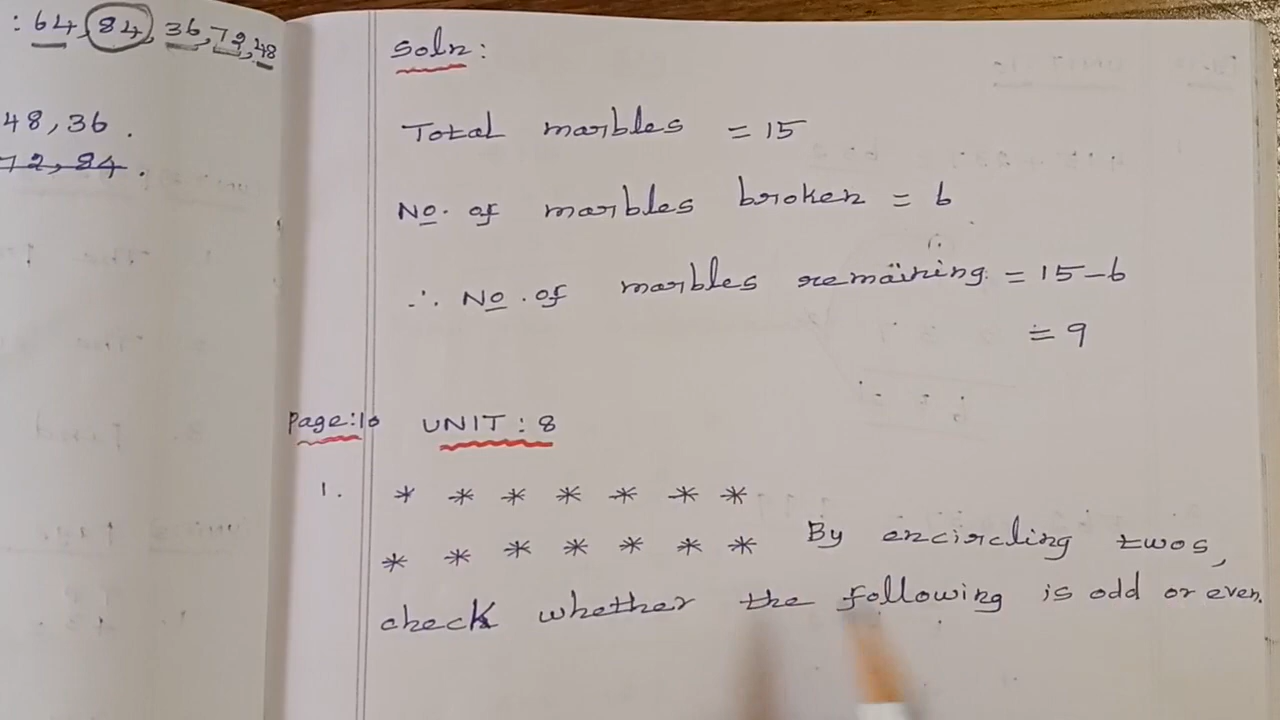 : 64, 84, 36, 72, 48
48, 36.
72, 84.
Soln:
Total marbles = 15
No. of marbles broken = 6
∴ No. of marbles remaining = 15-6
= 9
Page:10 UNIT: 8
1. * * * * * * *
* * * * * * * By encircling twos,
check whether the following is odd or even.